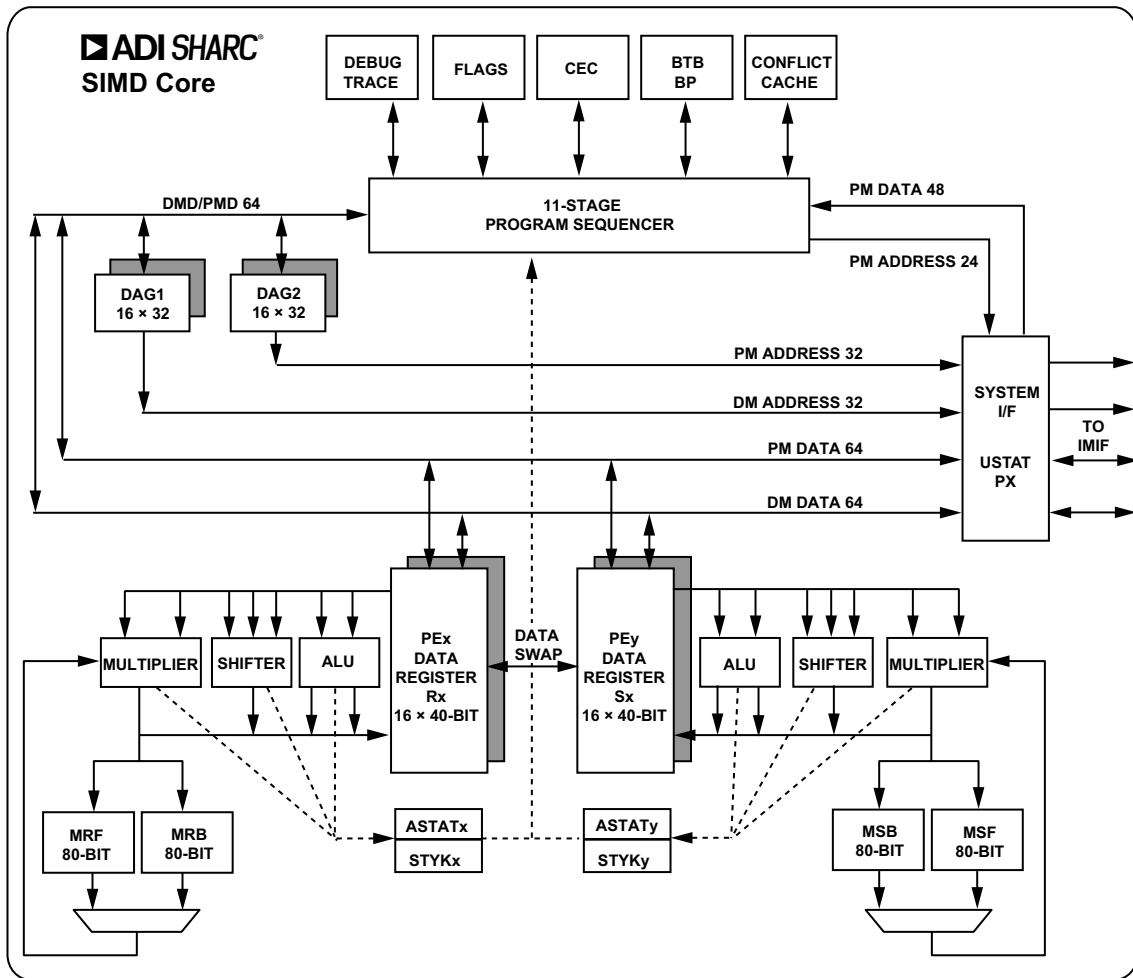 ADI SHARC®
SIMD Core
DEBUG
TRACE
FLAGS
CEC
BTB
BP
CONFLICT
CACHE
DMD/PMD 64
11-STAGE
PROGRAM SEQUENCER
PM DATA 48
PM ADDRESS 24
DAG1
16 × 32
DAG2
16 × 32
PM ADDRESS 32
DM ADDRESS 32
PM DATA 64
DM DATA 64
SYSTEM
I/F
USTAT
PX
TO
IMIF
MULTIPLIER
SHIFTER
ALU
PEx
DATA
REGISTER
Rx
16 × 40-BIT
DATA
SWAP
PEy
DATA
REGISTER
Sx
16 × 40-BIT
ALU
SHIFTER
MULTIPLIER
MRF
80-BIT
MRB
80-BIT
ASTATx
STYKx
ASTATy
STYKy
MSB
80-BIT
MSF
80-BIT